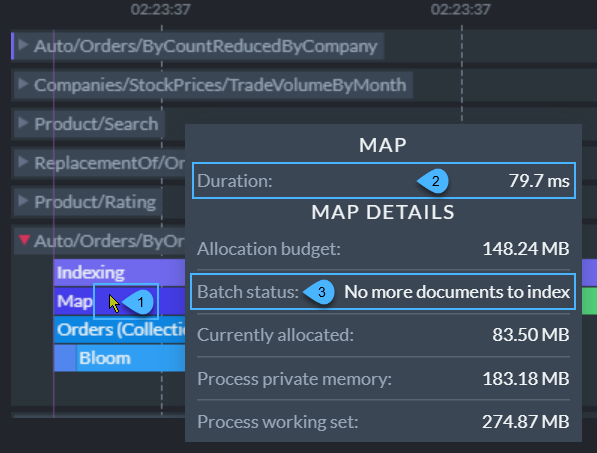 02:23:37 02:23:37
Auto/Orders/ByCountReducedByCompany
Companies/StockPrices/TradeVolumeByMonth
Product/Search
ReplacementOf/Or
Product/Rating
Auto/Orders/ByOr
Indexing
Map 1
Orders (Collectio
Bloom
MAP
Duration: 2 79.7 ms
MAP DETAILS
Allocation budget: 148.24 MB
Batch status: 3 No more documents to index
Currently allocated: 83.50 MB
Process private memory: 183.18 MB
Process working set: 274.87 MB